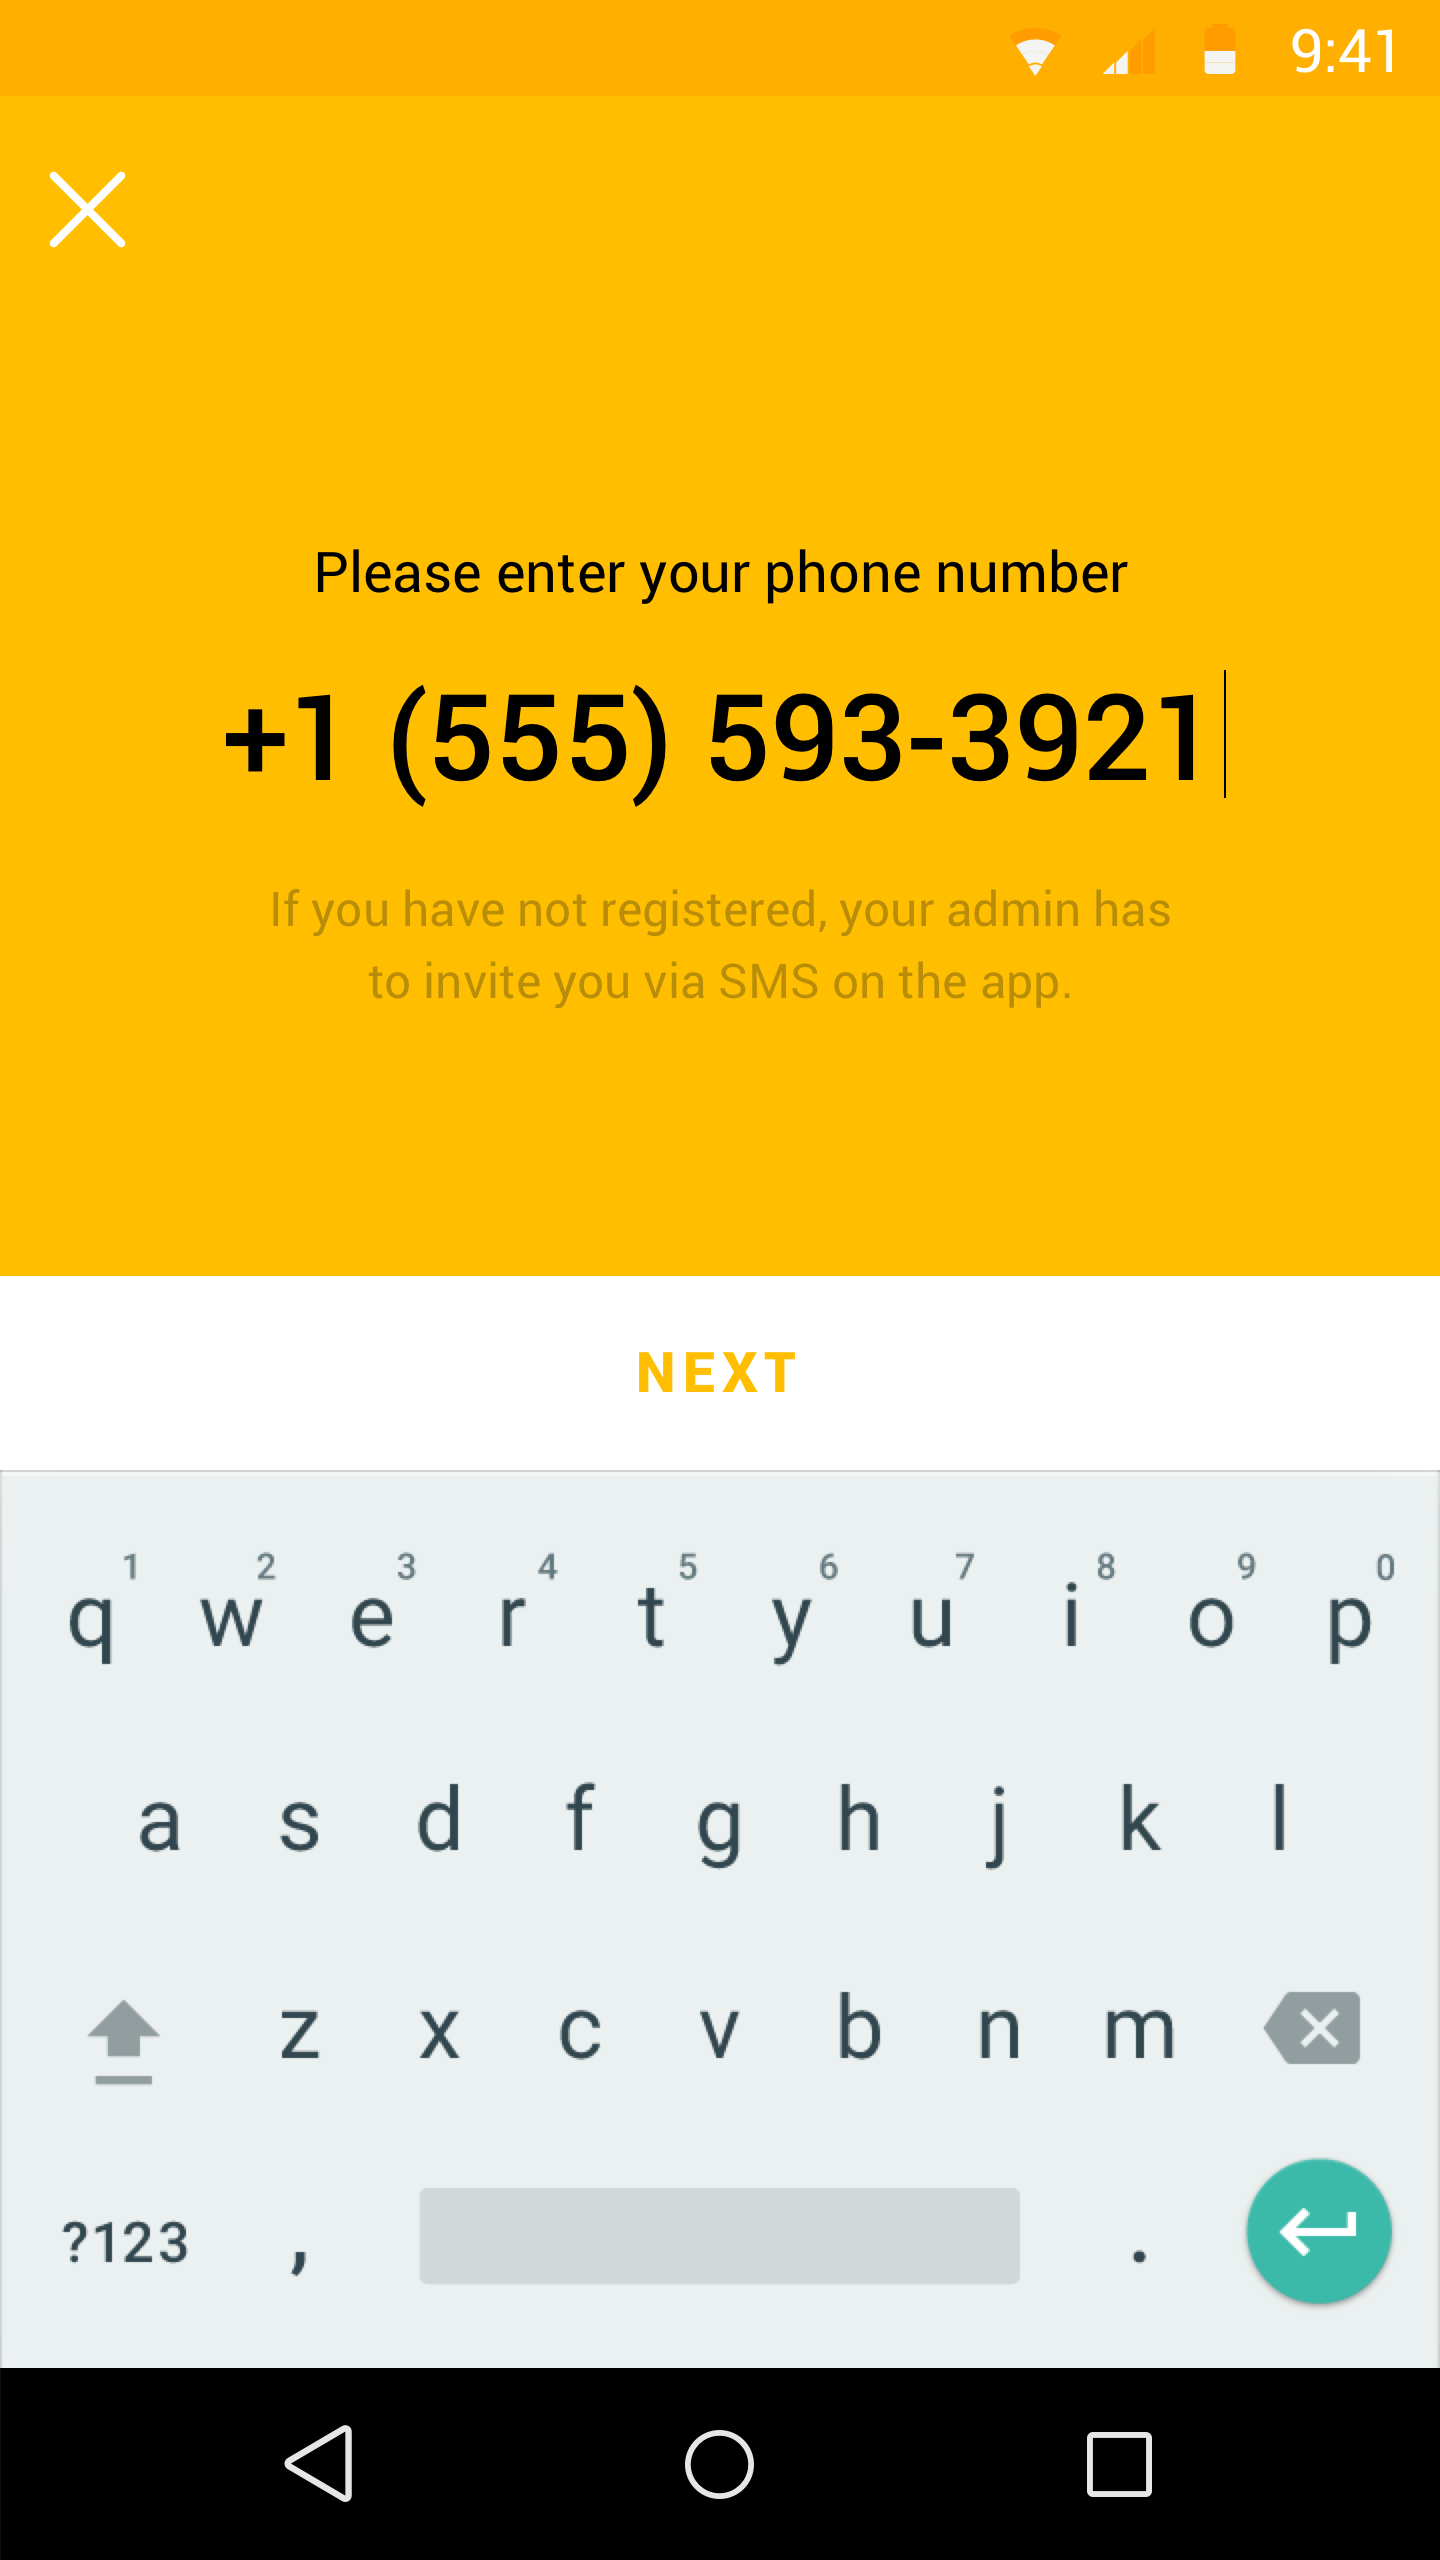 9:41
Please enter your phone number
+1 (555) 593-3921
If you have not registered, your admin has
to invite you via SMS on the app.
NEXT
1 2 3 4 5 6 7 8 9 0
q w e r t y u i o p
a s d f g h j k l
z x c v b n m
?123 , .